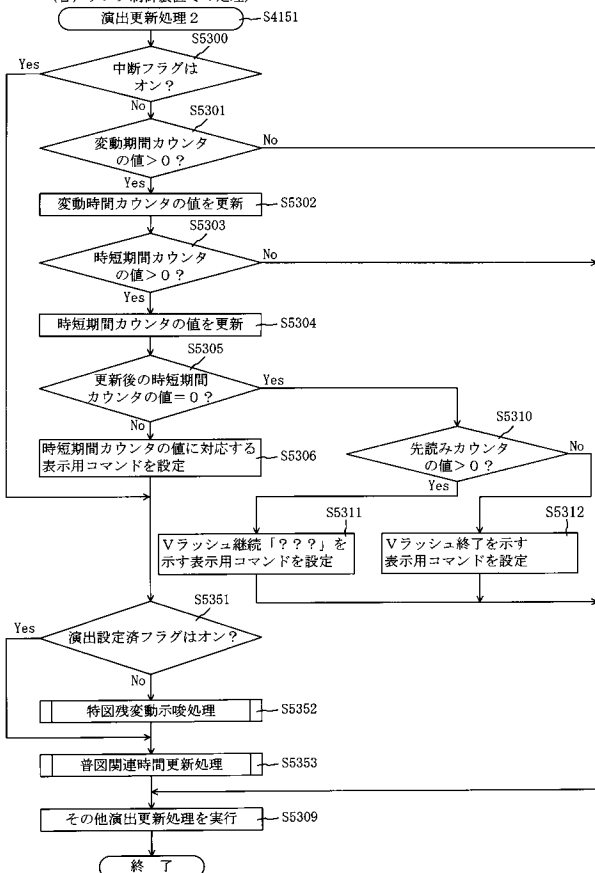 演出更新処理2
S4151
S5300
中断フラグは
オン?
Yes
No
S5301
変動期間カウンタ
の値>0?
No
Yes
変動時間カウンタの値を更新
S5302
S5303
時短期間カウンタ
の値>0?
No
Yes
時短期間カウンタの値を更新
S5304
S5305
更新後の時短期間
カウンタの値=0?
Yes
No
時短期間カウンタの値に対応する
表示用コマンドを設定
S5306
S5310
先読みカウンタ
の値>0?
No
Yes
S5311
Vラッシュ継続「???」を
示す表示用コマンドを設定
S5312
Vラッシュ終了を示す
表示用コマンドを設定
S5351
演出設定済フラグはオン?
Yes
No
特図残変動示唆処理
S5352
普図関連時間更新処理
S5353
その他演出更新処理を実行
S5309
終 了